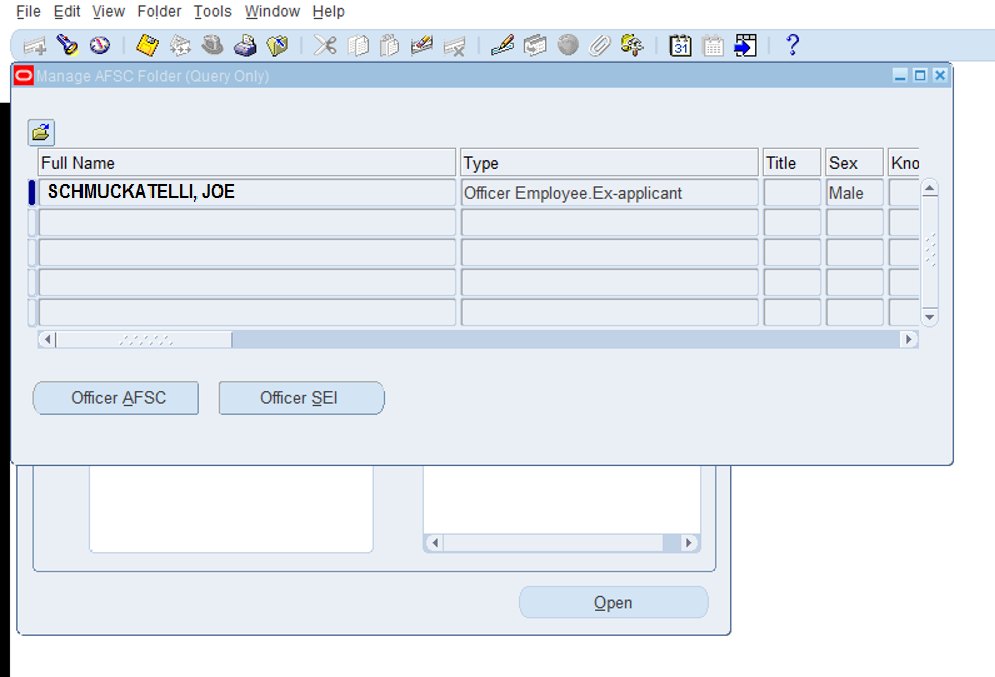 File Edit View Folder Tools Window Help
31 ?
Manage AFSC Folder (Query Only)
Full Name Type Title Sex Kno
SCHMUCKATELLI, JOE Officer Employee.Ex-applicant Male
Officer AFSC Officer SEI
Open